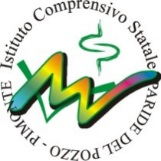 Istituto Comprensivo Statale PARIDE DEL POZZO - PIMONTE